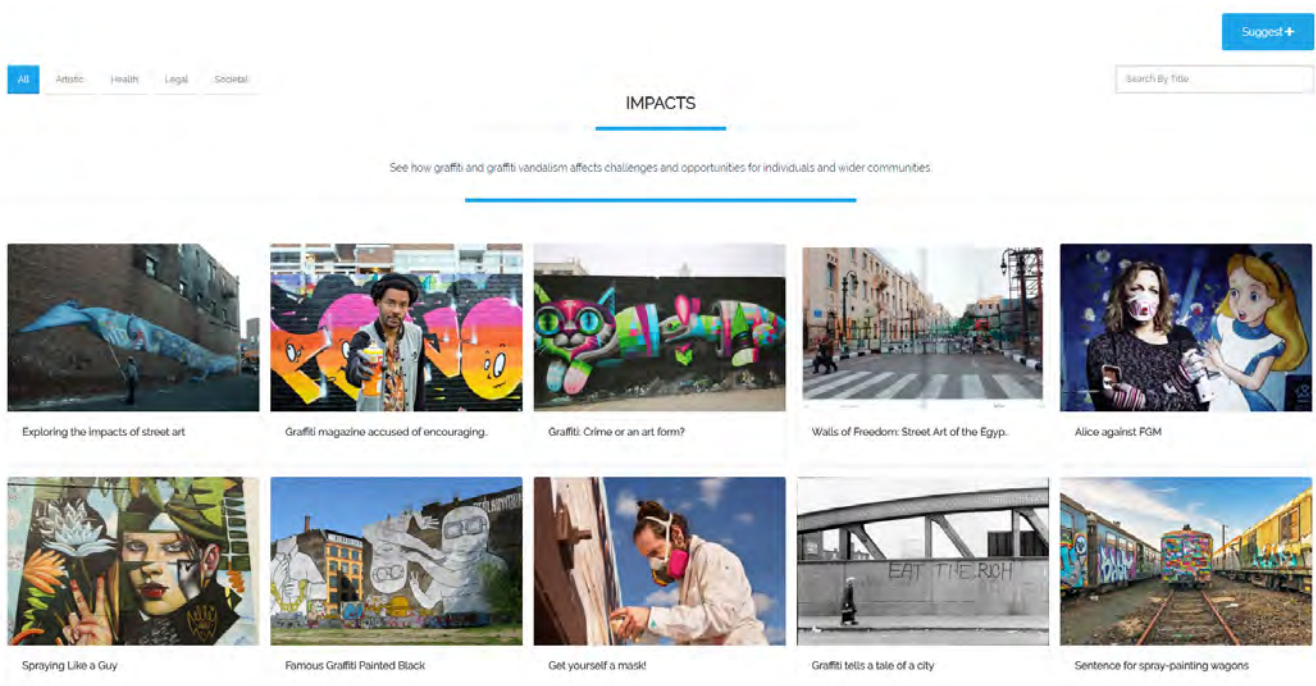 Suggest +
All Artistic Health Legal Societal
Search By Title
IMPACTS
See how graffiti and graffiti vandalism affects challenges and opportunities for individuals and wider communities.
Exploring the impacts of street art
Graffiti magazine accused of encouraging..
Graffiti: Crime or an art form?
Walls of Freedom: Street Art of the Egyp..
Alice against FGM
EAT THE RICH
Spraying Like a Guy
Famous Graffiti Painted Black
Get yourself a mask!
Graffiti tells a tale of a city
Sentence for spray-painting wagons